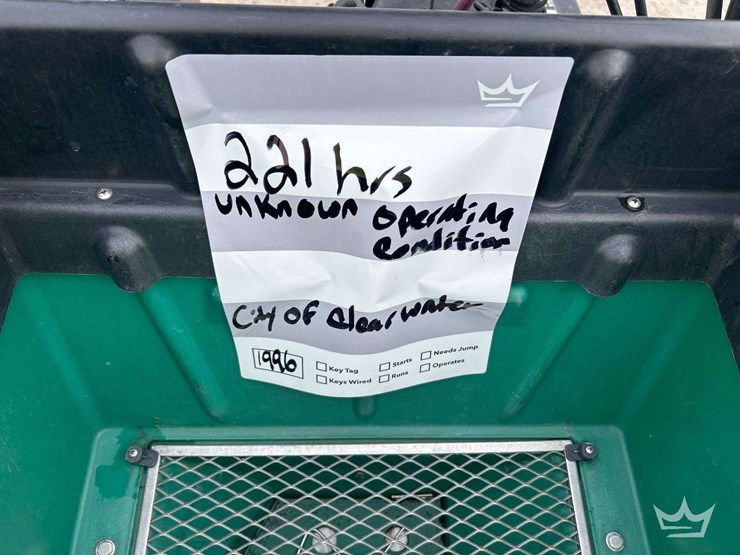 221 hrs
unknown operating
condition
City of Clearwater
1996
Key Tag Starts Needs Jump
Keys Wired Runs Operates